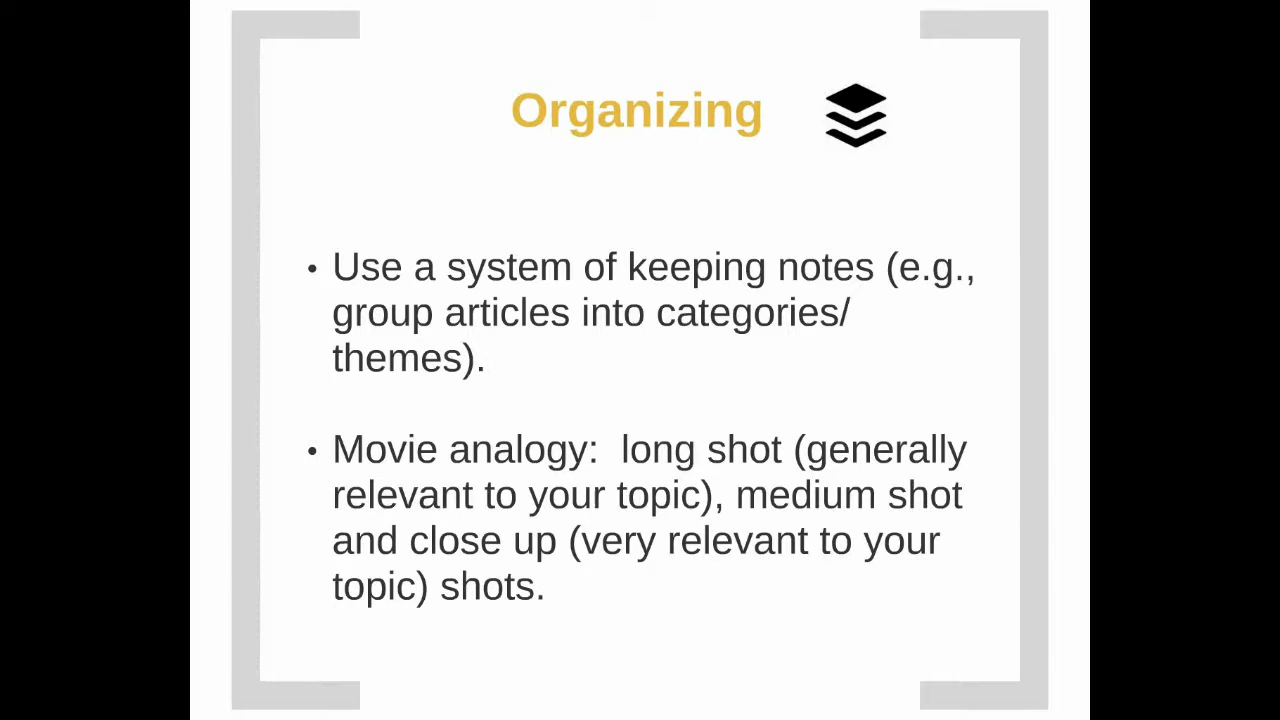 Organizing
• Use a system of keeping notes (e.g.,
group articles into categories/
themes).
• Movie analogy:  long shot (generally
relevant to your topic), medium shot
and close up (very relevant to your
topic) shots.